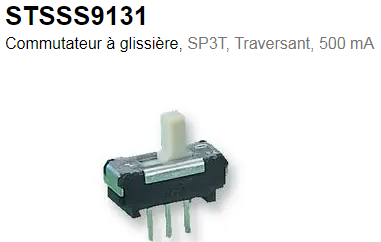 STSSS9131
Commutateur à glissière, SP3T, Traversant, 500 mA